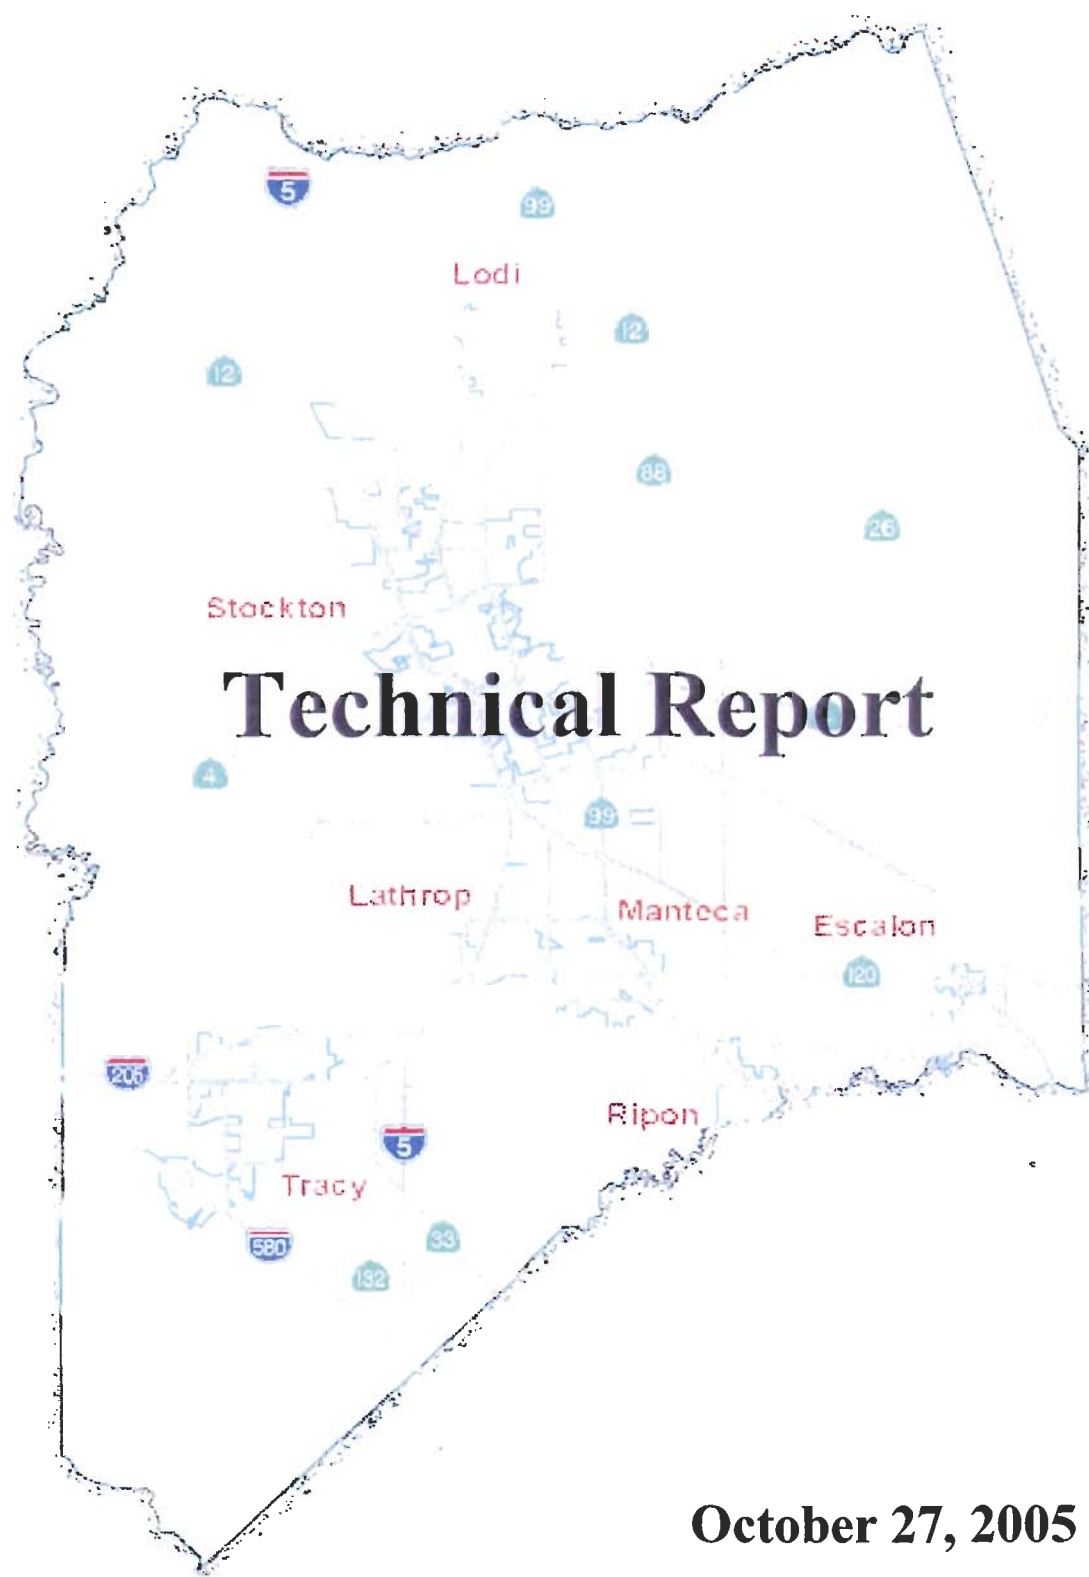 5
99
Lodi
12
12
88
26
Stockton
Technical Report
4
99
Lathrop
Manteca
Escalon
120
205
Ripon
5
Tracy
580
33
132
October 27, 2005